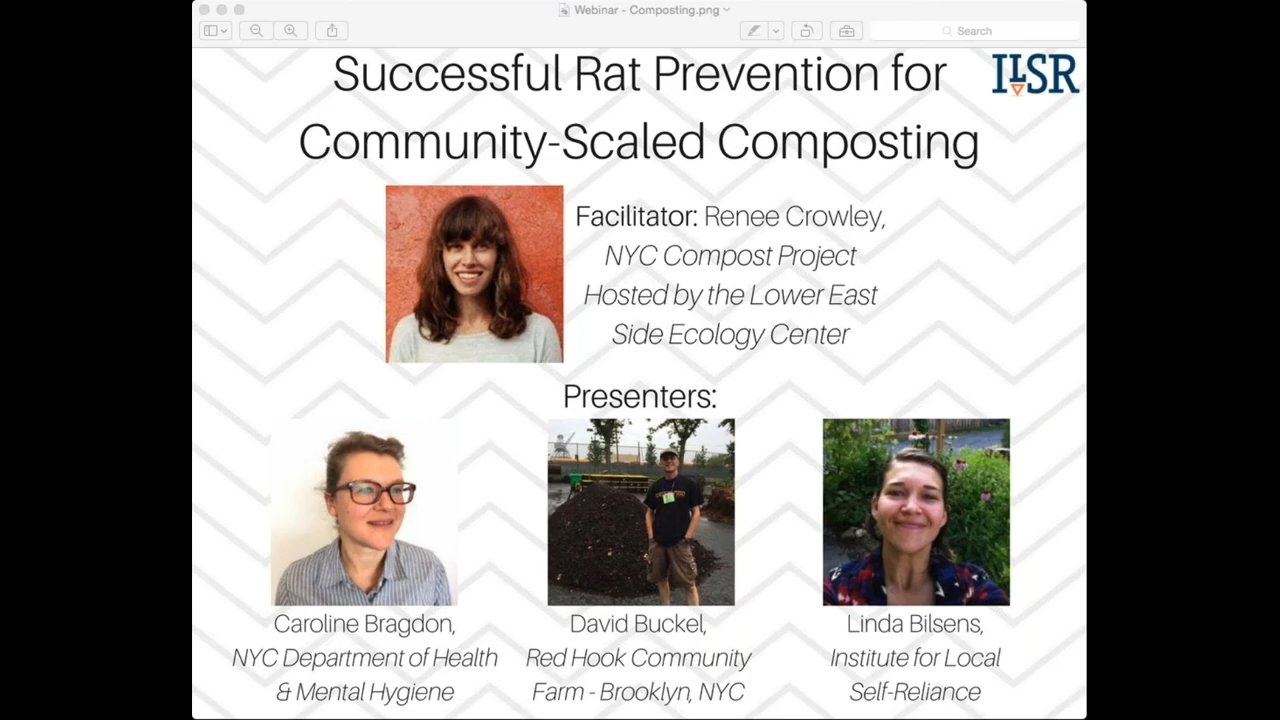 Webinar - Composting.png
Search
Successful Rat Prevention for
ILSR
Community-Scaled Composting
Facilitator: Renee Crowley,
NYC Compost Project
Hosted by the Lower East
Side Ecology Center
Presenters:
Caroline Bragdon,
NYC Department of Health
& Mental Hygiene
David Buckel,
Red Hook Community
Farm - Brooklyn, NYC
Linda Bilsens,
Institute for Local
Self-Reliance